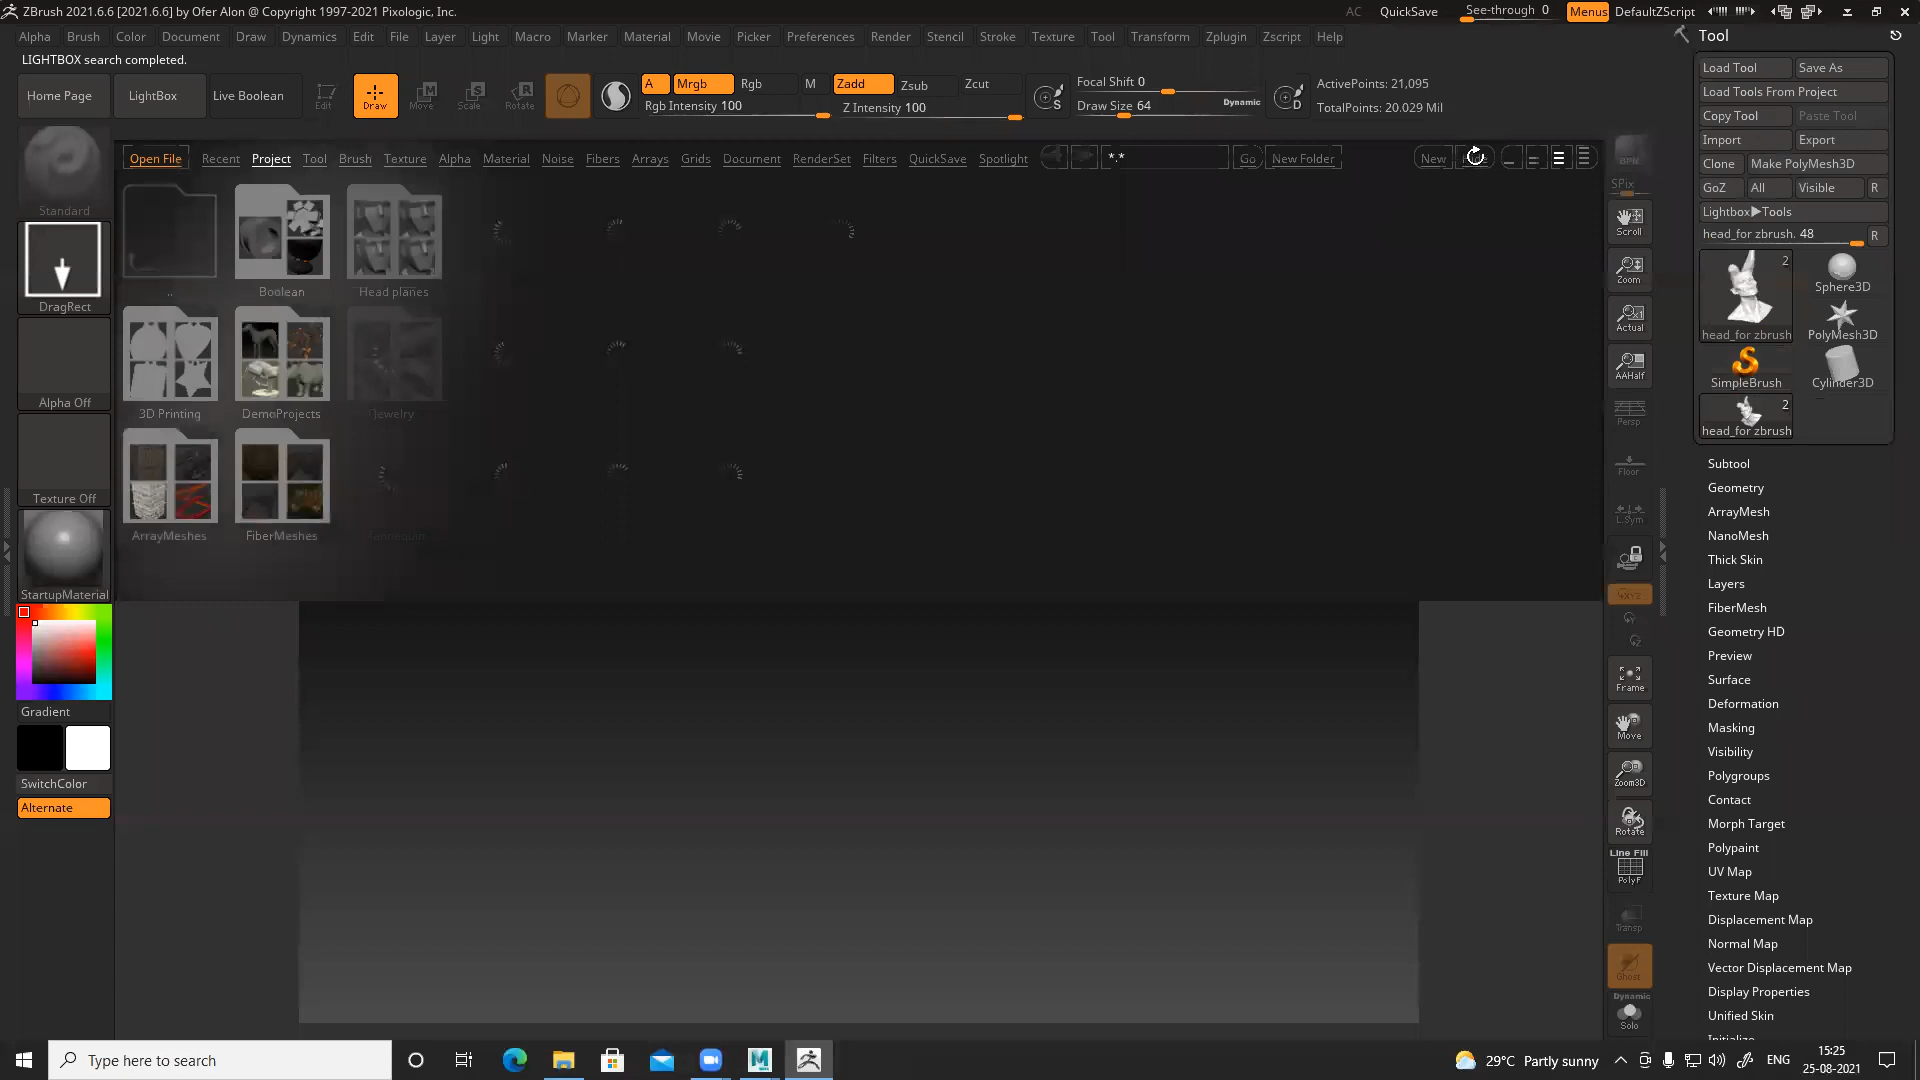 ZBrush 2021.6.6 [2021.6.6] by Ofer Alon @ Copyright 1997-2021 Pixologic, Inc.
AC QuickSave See-through 0 Menus DefaultZScript
Alpha Brush Color Document Draw Dynamics Edit File Layer Light Macro Marker Material Movie Picker Preferences Render Stencil Stroke Texture Tool Transform Zplugin Zscript Help
LIGHTBOX search completed.
Home Page LightBox Live Boolean Edit Draw Move Scale Rotate
A Mrgb Rgb M Zadd Zsub Zcut
Rgb Intensity 100 Z Intensity 100
Focal Shift 0
Draw Size 64 Dynamic
ActivePoints: 21,095
TotalPoints: 20.029 Mil
Open File Recent Project Tool Brush Texture Alpha Material Noise Fibers Arrays Grids Document RenderSet Filters QuickSave Spotlight *.* Go New Folder New
.. Boolean Head planes
3D Printing DemoProjects Jewelry
ArrayMeshes FiberMeshes
Standard
DragRect
Alpha Off
Texture Off
StartupMaterial
Gradient
SwitchColor
Alternate
BPR
SPix
Scroll
Zoom
Actual
AAHalf
Persp
Floor
L.Sym
Frame
Move
Zoom3D
Rotate
Line Fill
PolyF
Transp
Ghost
Dynamic
Solo
Tool
Load Tool Save As
Load Tools From Project
Copy Tool Paste Tool
Import Export
Clone Make PolyMesh3D
GoZ All Visible R
Lightbox▶Tools
head_for zbrush. 48 R
2
Sphere3D
head_for zbrush PolyMesh3D
SimpleBrush Cylinder3D
2
head_for zbrush
Subtool
Geometry
ArrayMesh
NanoMesh
Thick Skin
Layers
FiberMesh
Geometry HD
Preview
Surface
Deformation
Masking
Visibility
Polygroups
Contact
Morph Target
Polypaint
UV Map
Texture Map
Displacement Map
Normal Map
Vector Displacement Map
Display Properties
Unified Skin
Initialize
Type here to search
29°C Partly sunny
ENG
15:25
25-08-2021